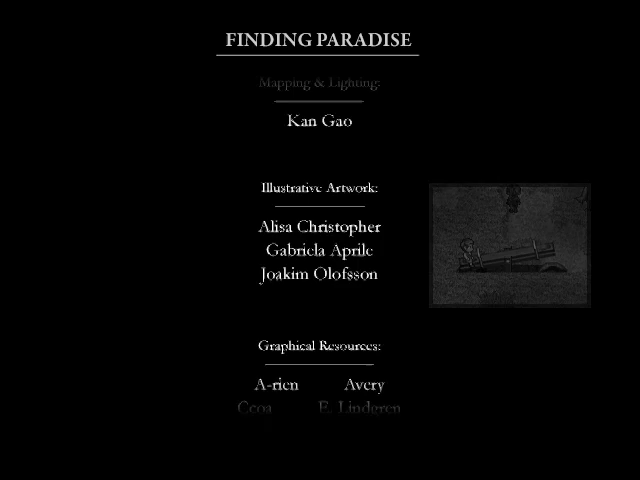 FINDING PARADISE
Mapping & Lighting:
Kan Gao
Illustrative Artwork:
Alisa Christopher
Gabriela Aprile
Joakim Olofsson
Graphical Resources:
A-rien Avery
Ccoa E. Lindgren